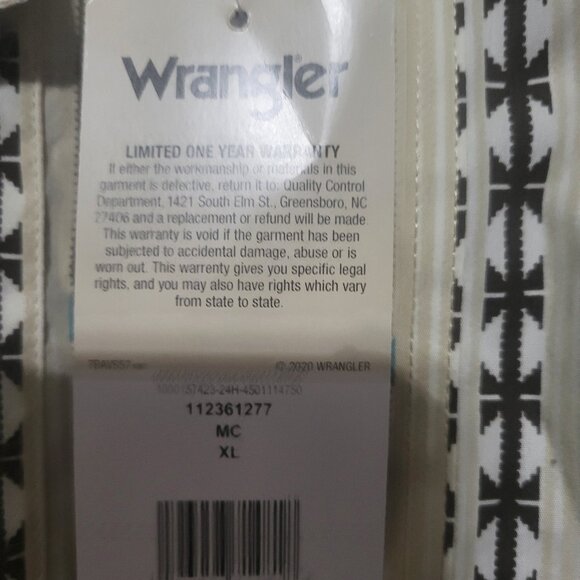 Wrangler
LIMITED ONE YEAR WARRANTY
If either the workmanship or materials in this
garment is defective, return it to: Quality Control
Department, 1421 South Elm St., Greensboro, NC
27406 and a replacement or refund will be made.
This warranty is void if the garment has been
subjected to accidental damage, abuse or is
worn out. This warrenty gives you specific legal
rights, and you may also have rights which vary
from state to state.
© 2020 WRANGLER
112361277
MC
XL